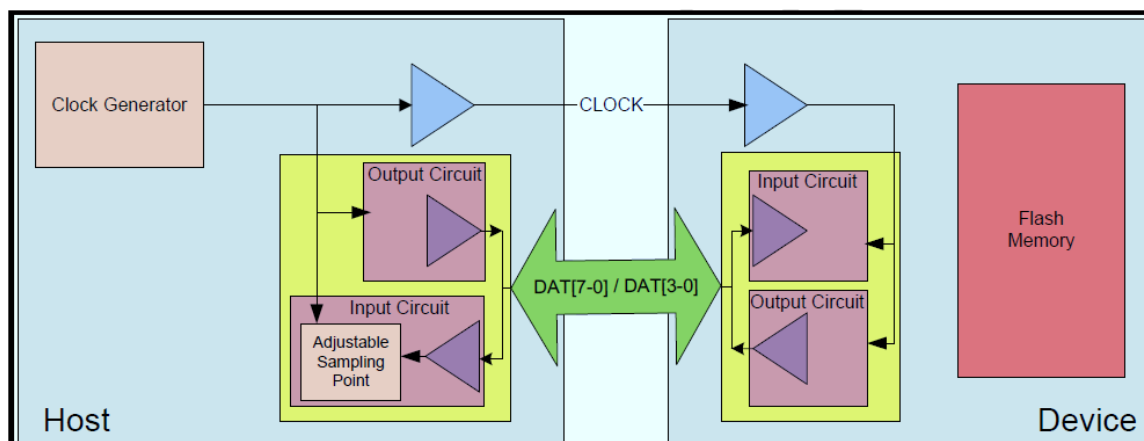 Clock Generator
CLOCK
Output Circuit
Input Circuit
Flash
Memory
DAT[7-0] / DAT[3-0]
Input Circuit
Output Circuit
Adjustable
Sampling
Point
Host
Device